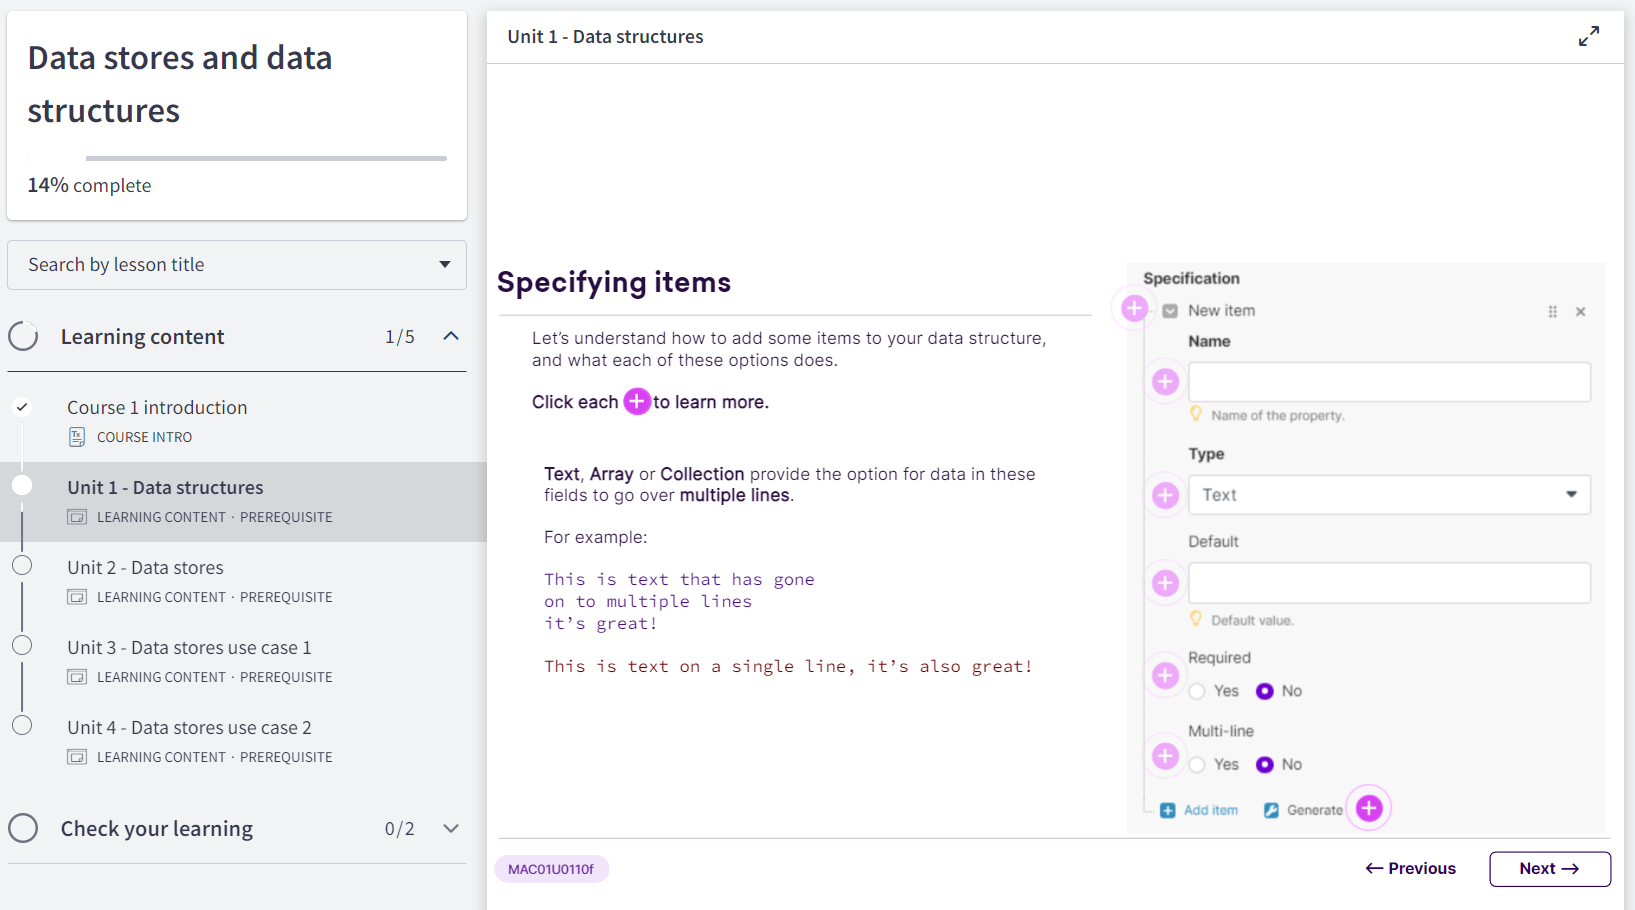 Data stores and data
structures
14% complete
Search by lesson title
Learning content 1/5
Course 1 introduction
COURSE INTRO
Unit 1 - Data structures
LEARNING CONTENT · PREREQUISITE
Unit 2 - Data stores
LEARNING CONTENT · PREREQUISITE
Unit 3 - Data stores use case 1
LEARNING CONTENT · PREREQUISITE
Unit 4 - Data stores use case 2
LEARNING CONTENT · PREREQUISITE
Check your learning 0/2
Unit 1 - Data structures
Specifying items
Let's understand how to add some items to your data structure,
and what each of these options does.
Click each + to learn more.
Text, Array or Collection provide the option for data in these
fields to go over multiple lines.
For example:
This is text that has gone
on to multiple lines
it's great!
This is text on a single line, it's also great!
Specification
New item
Name
Name of the property.
Type
Text
Default
Default value.
Required
Yes No
Multi-line
Yes No
Add item Generate
MAC01U0110f
← Previous Next →